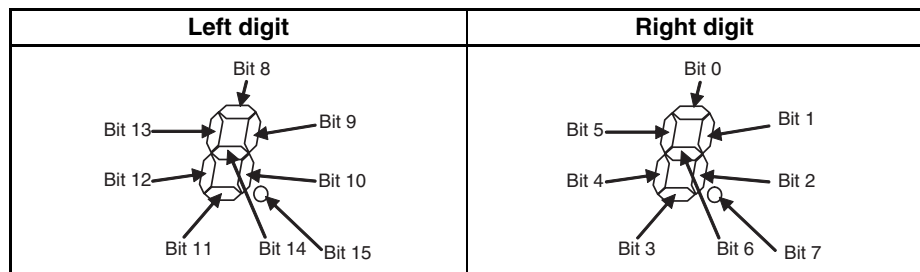 Left digit Right digit
Bit 8 Bit 0
Bit 13 Bit 9 Bit 5 Bit 1
Bit 12 Bit 10 Bit 4 Bit 2
Bit 11 Bit 14 Bit 15 Bit 3 Bit 6 Bit 7